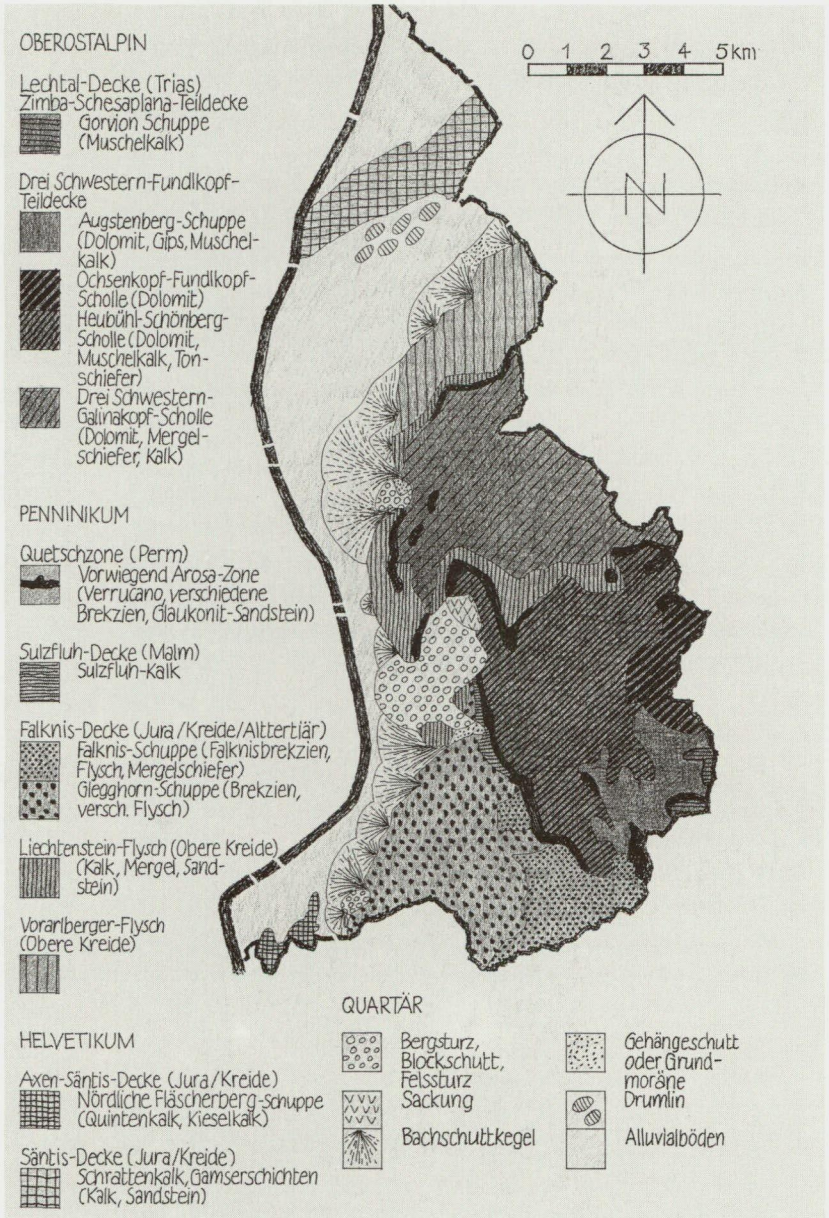 OBEROSTALPIN
Lechtal-Decke (Trias)
Zimba-Schesaplana-Teildecke
Gorvion Schuppe
(Muschelkalk)
Drei Schwestern-Fundlkopf-
Teildecke
Augstenberg-Schuppe
(Dolomit, Gips, Muschel-
kalk)
Ochsenkopf-Fundlkopf-
Scholle (Dolomit)
Heubühl-Schönberg-
Scholle (Dolomit,
Muschelkalk, Ton-
schiefer)
Drei Schwestern-
Galinakopf-Scholle
(Dolomit, Mergel-
schiefer, Kalk)
PENNINIKUM
Quetschzone (Perm)
Vorwiegend Arosa-Zone
(Verrucano, verschiedene
Brekzien, Glaukonit-Sandstein)
Sulzfluh-Decke (Malm)
Sulzfluh-Kalk
Falknis-Decke (Jura/Kreide/Alttertiär)
Falknis-Schuppe (Falknisbrekzien,
Flysch, Mergelschiefer)
Glegghorn-Schuppe (Brekzien,
versch. Flysch)
Liechtenstein-Flysch (Obere Kreide)
(Kalk, Mergel, Sand-
stein)
Vorarlberger-Flysch
(Obere Kreide)
HELVETIKUM
Axen-Säntis-Decke (Jura/Kreide)
Nördliche Fläscherberg-Schuppe
(Quintenkalk, Kieselkalk)
Säntis-Decke (Jura/Kreide)
Schrattenkalk, Gamserschichten
(Kalk, Sandstein)
0 1 2 3 4 5km
N
QUARTÄR
Bergsturz,
Blockschutt,
Felssturz
Sackung
Bachschuttkegel
Gehängeschutt
oder Grund-
moräne
Drumlin
Alluvialböden